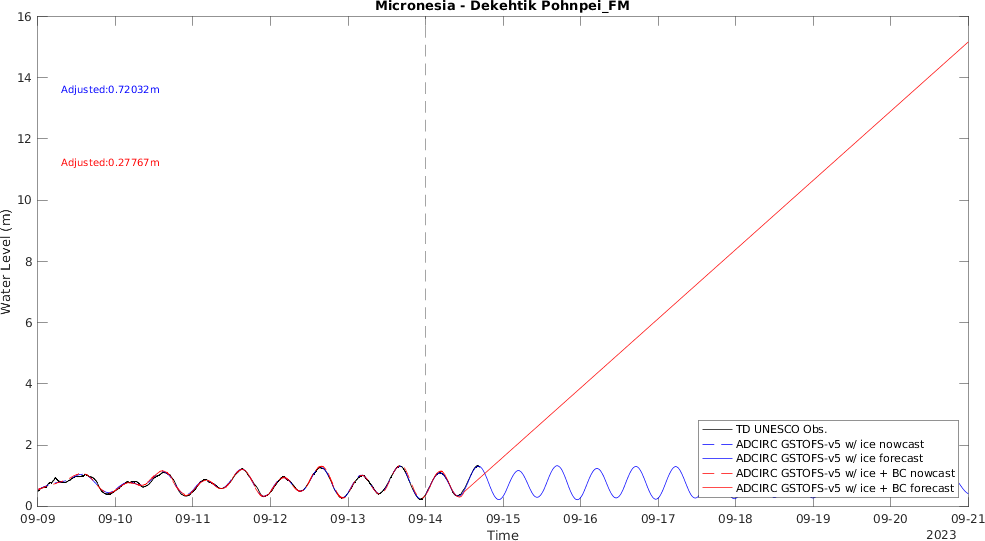 Micronesia - Dekehtik Pohnpei_FM
16
14
12
10
8
6
4
2
0
Water Level (m)
Adjusted:0.72032m
Adjusted:0.27767m
TD UNESCO Obs.
ADCIRC GSTOFS-v5 w/ ice nowcast
ADCIRC GSTOFS-v5 w/ ice forecast
ADCIRC GSTOFS-v5 w/ ice + BC nowcast
ADCIRC GSTOFS-v5 w/ ice + BC forecast
09-09 09-10 09-11 09-12 09-13 09-14 09-15 09-16 09-17 09-18 09-19 09-20 09-21
Time
2023